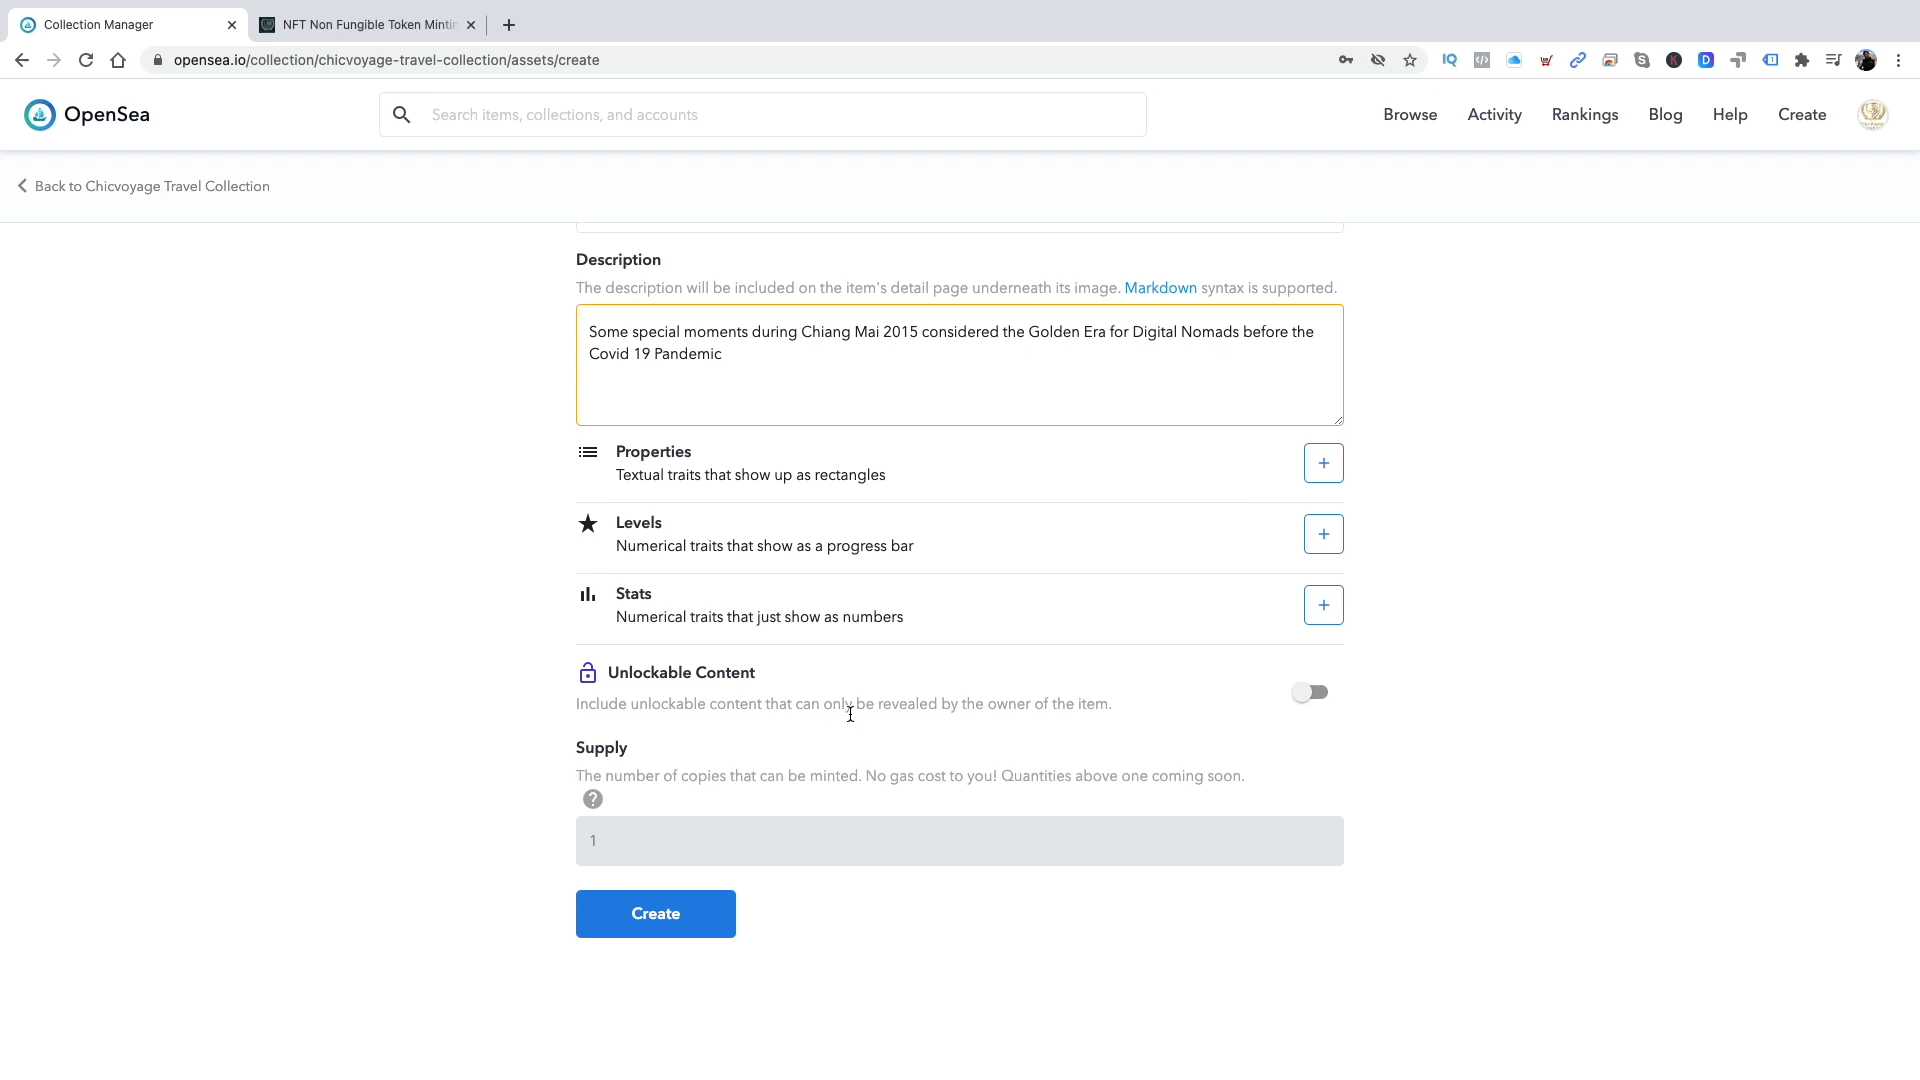 Collection Manager
NFT Non Fungible Token Mintin
opensea.io/collection/chicvoyage-travel-collection/assets/create
OpenSea
Search items, collections, and accounts
Browse
Activity
Rankings
Blog
Help
Create
Back to Chicvoyage Travel Collection
Description
The description will be included on the item's detail page underneath its image. Markdown syntax is supported.
Some special moments during Chiang Mai 2015 considered the Golden Era for Digital Nomads before the
Covid 19 Pandemic
Properties
Textual traits that show up as rectangles
Levels
Numerical traits that show as a progress bar
Stats
Numerical traits that just show as numbers
Unlockable Content
Include unlockable content that can only be revealed by the owner of the item.
Supply
The number of copies that can be minted. No gas cost to you! Quantities above one coming soon.
?
1
Create